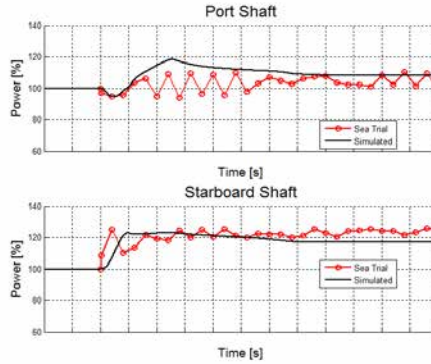 Port Shaft
140
120
100
80
60
Power [%]
Sea Trial
Simulated
Time [s]
Starboard Shaft
140
120
100
80
60
Power [%]
Sea Trial
Simulated
Time [s]